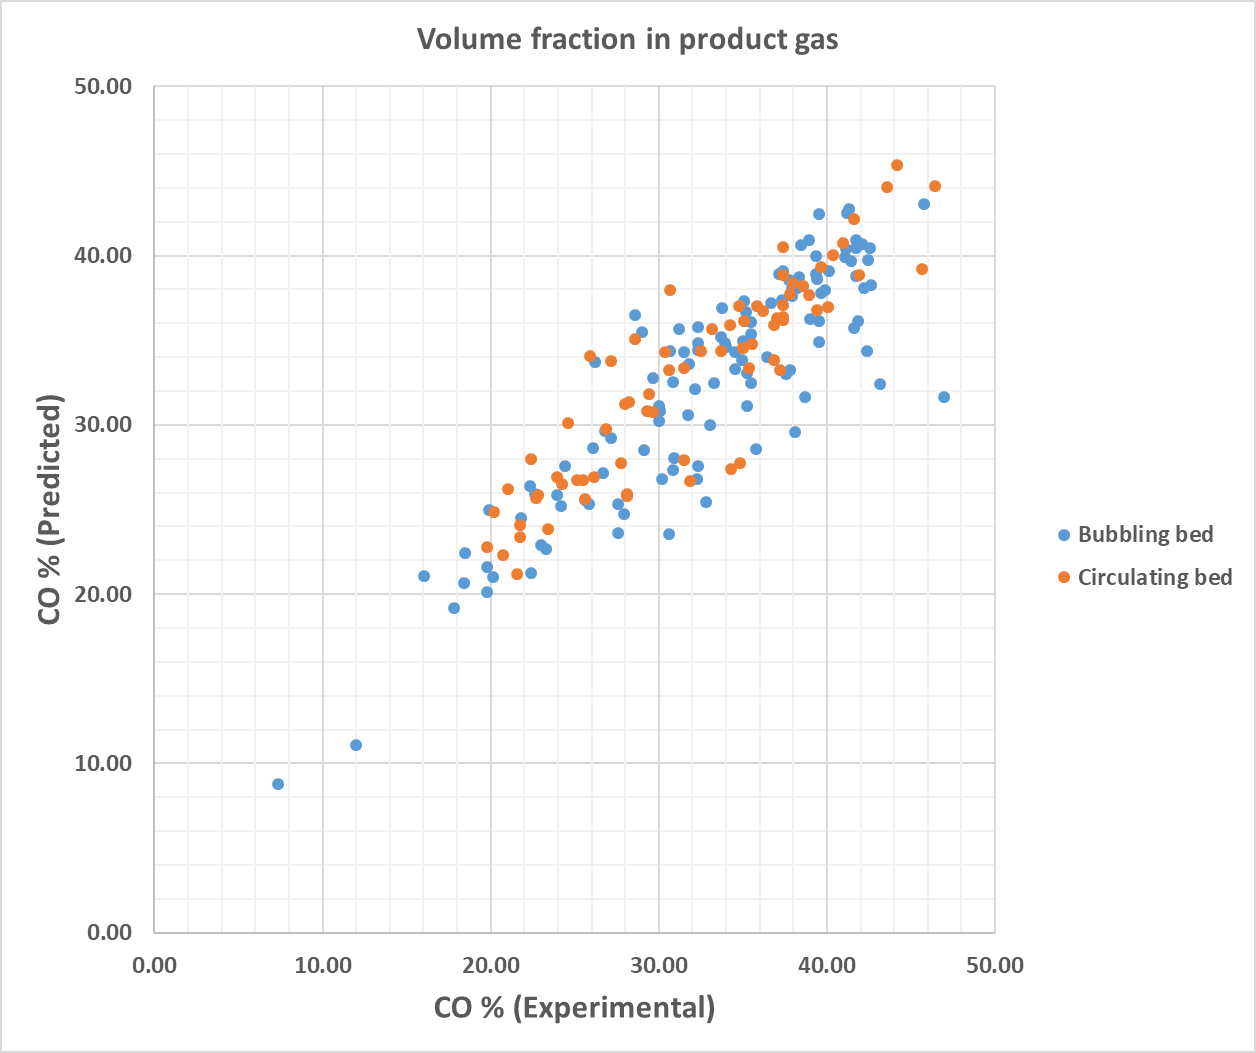 Volume fraction in product gas
50.00
40.00
30.00
20.00
10.00
0.00
CO % (Predicted)
0.00 10.00 20.00 30.00 40.00 50.00
CO % (Experimental)
Bubbling bed
Circulating bed